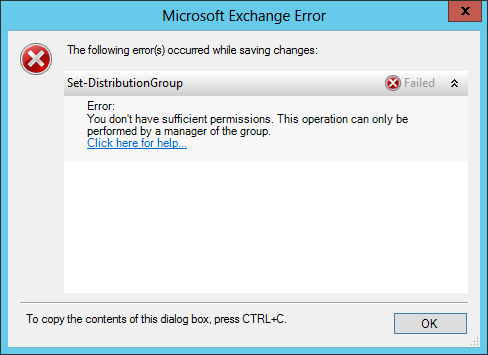 Microsoft Exchange Error
The following error(s) occurred while saving changes:
Set-DistributionGroup
Failed
Error:
You don't have sufficient permissions. This operation can only be
performed by a manager of the group.
Click here for help...
To copy the contents of this dialog box, press CTRL+C.
OK